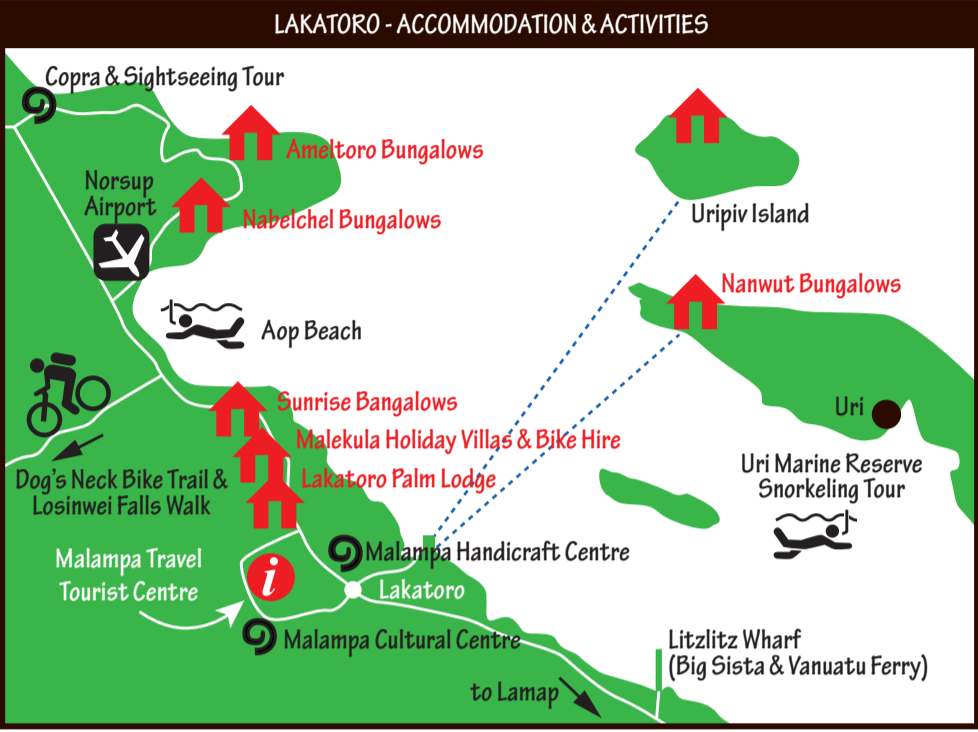 LAKATORO - ACCOMMODATION & ACTIVITIES
Copra & Sightseeing Tour
Ameltoro Bungalows
Norsup
Airport
Nabelchel Bungalows
Uripiv Island
Nanwut Bungalows
Aop Beach
Sunrise Bangalows
Uri
Malekula Holiday Villas & Bike Hire
Dog's Neck Bike Trail &
Losinwei Falls Walk
Lakatoro Palm Lodge
Uri Marine Reserve
Snorkeling Tour
Malampa Travel
Tourist Centre
i
Malampa Handicraft Centre
Lakatoro
Malampa Cultural Centre
Litzlitz Wharf
(Big Sista & Vanuatu Ferry)
to Lamap